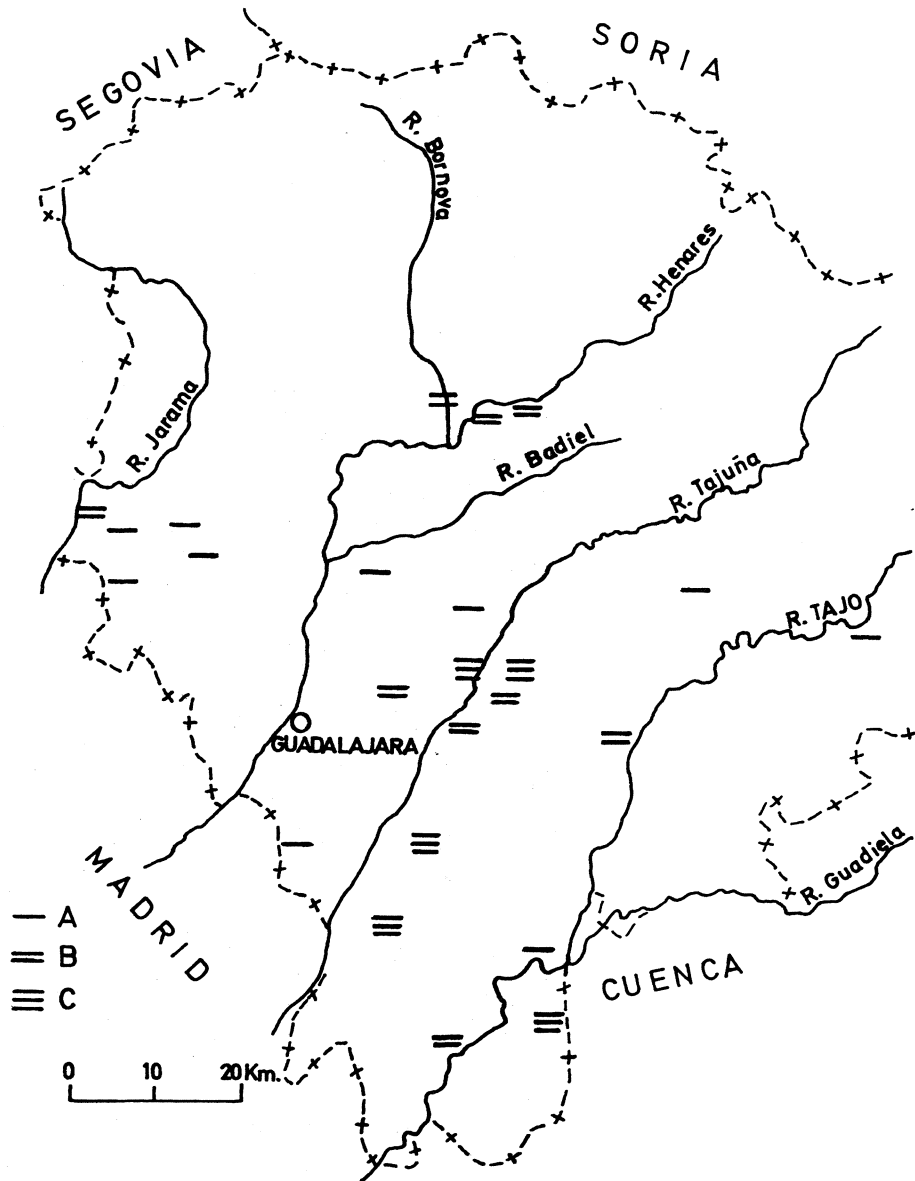 SEGOVIA
SORIA
R. Bornova
R. Henares
R. Jarama
R. Badiel
R. Tajuña
R. TAJO
GUADALAJARA
R. Guadiela
MADRID
CUENCA
A
B
C
0 10 20 Km.